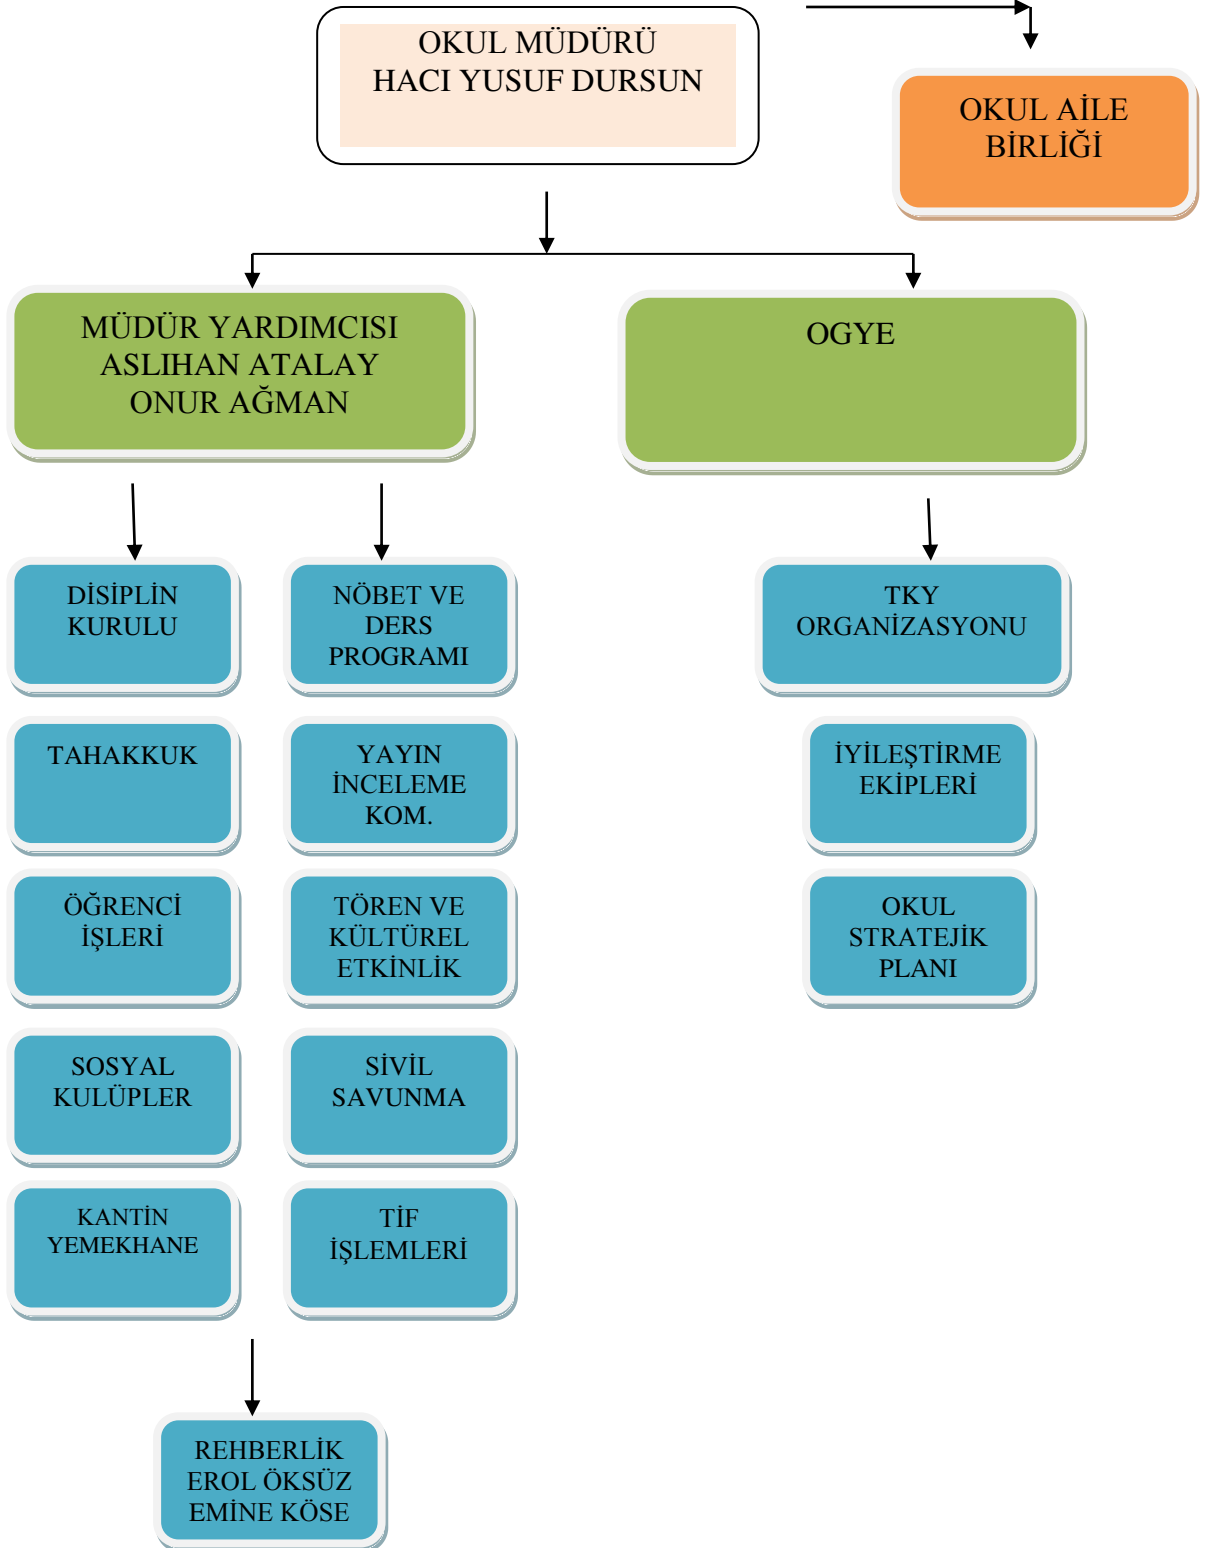 OKUL MÜDÜRÜ
HACI YUSUF DURSUN
OKUL AİLE
BİRLİĞİ
MÜDÜR YARDIMCISI
ASLIHAN ATALAY
ONUR AĞMAN
OGYE
DİSİPLİN
KURULU
NÖBET VE
DERS
PROGRAMI
TKY
ORGANİZASYONU
TAHAKKUK
YAYIN
İNCELEME
KOM.
İYİLEŞTİRME
EKİPLERİ
ÖĞRENCİ
İŞLERİ
TÖREN VE
KÜLTÜREL
ETKİNLİK
OKUL
STRATEJİK
PLANI
SOSYAL
KULÜPLER
SİVİL
SAVUNMA
KANTİN
YEMEKHANE
TİF
İŞLEMLERİ
REHBERLİK
EROL ÖKSÜZ
EMİNE KÖSE